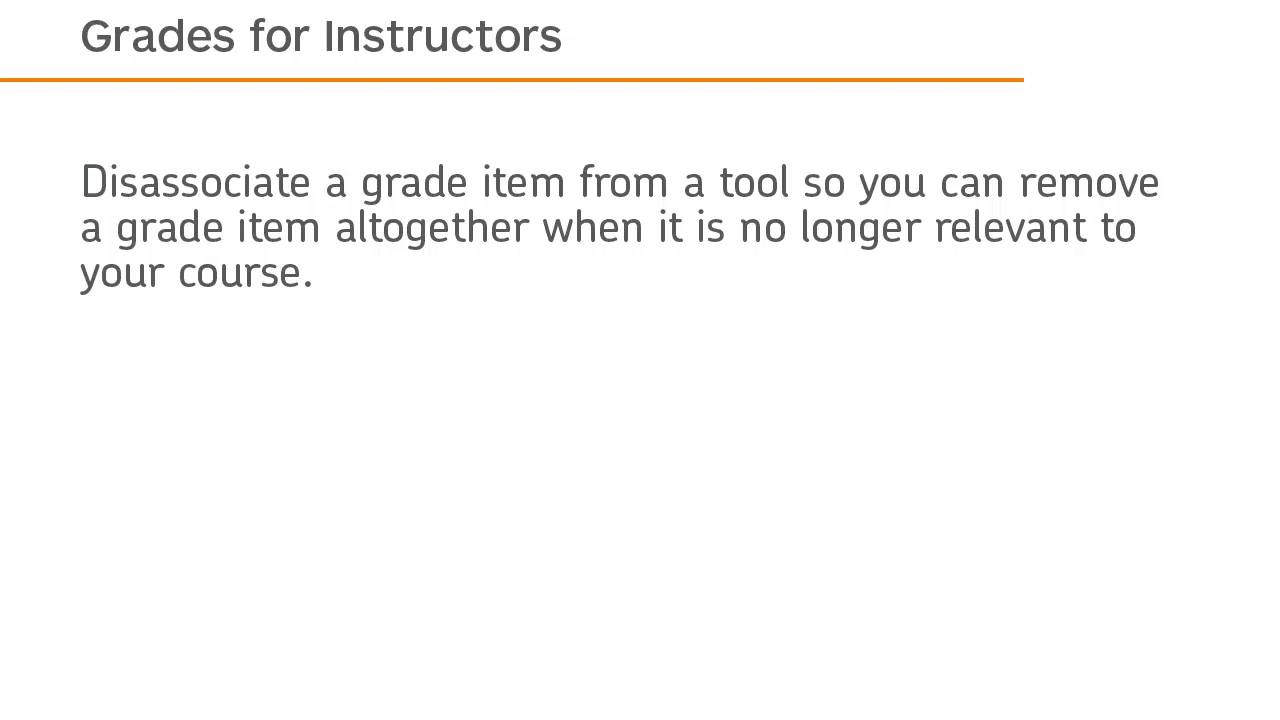 Grades for Instructors
Disassociate a grade item from a tool so you can remove
a grade item altogether when it is no longer relevant to
your course.